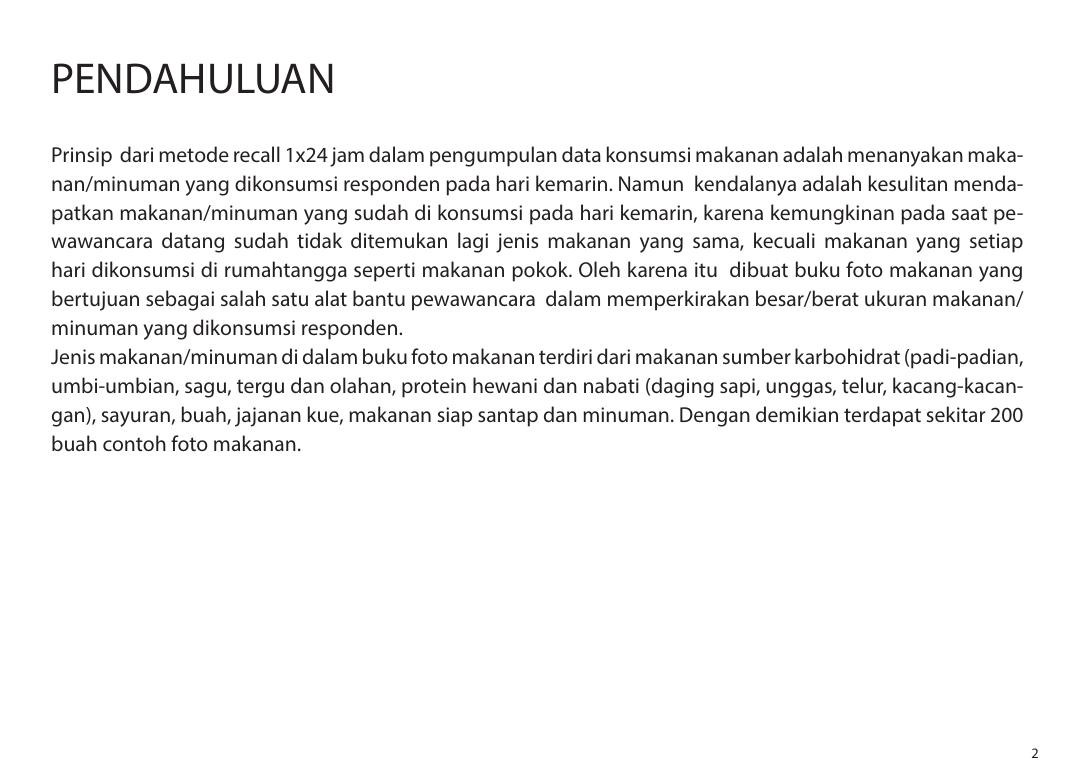 PENDAHULUAN
Prinsip dari metode recall 1x24 jam dalam pengumpulan data konsumsi makanan adalah menanyakan maka-
nan/minuman yang dikonsumsi responden pada hari kemarin. Namun kendalanya adalah kesulitan menda-
patkan makanan/minuman yang sudah di konsumsi pada hari kemarin, karena kemungkinan pada saat pe-
wawancara datang sudah tidak ditemukan lagi jenis makanan yang sama, kecuali makanan yang setiap
hari dikonsumsi di rumahtangga seperti makanan pokok. Oleh karena itu dibuat buku foto makanan yang
bertujuan sebagai salah satu alat bantu pewawancara dalam memperkirakan besar/berat ukuran makanan/
minuman yang dikonsumsi responden.
Jenis makanan/minuman di dalam buku foto makanan terdiri dari makanan sumber karbohidrat (padi-padian,
umbi-umbian, sagu, tergu dan olahan, protein hewani dan nabati (daging sapi, unggas, telur, kacang-kacan-
gan), sayuran, buah, jajanan kue, makanan siap santap dan minuman. Dengan demikian terdapat sekitar 200
buah contoh foto makanan.
2